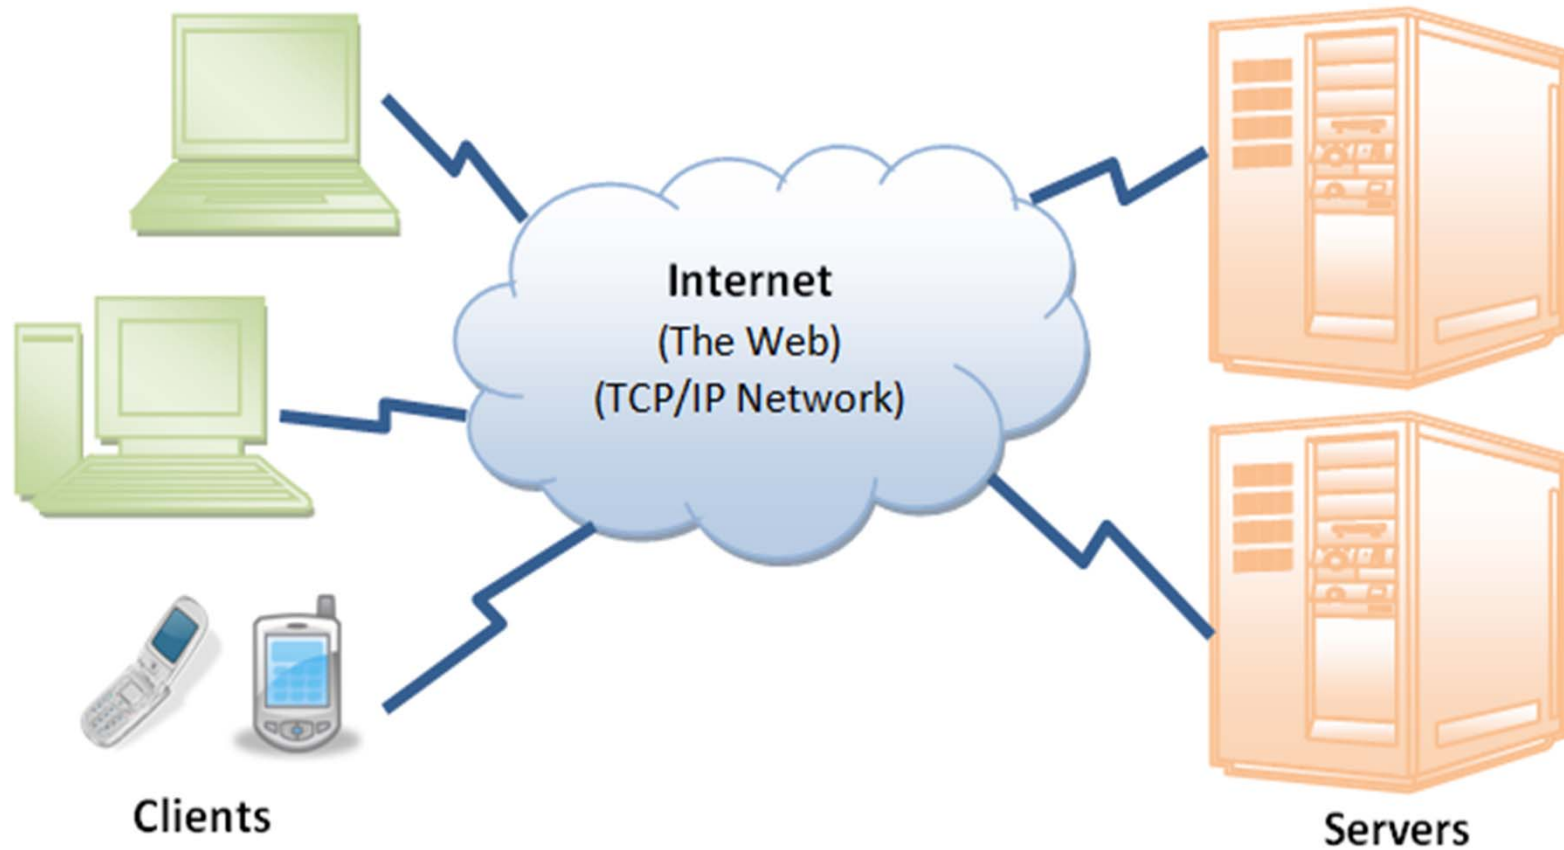 Internet
(The Web)
(TCP/IP Network)
Clients
Servers